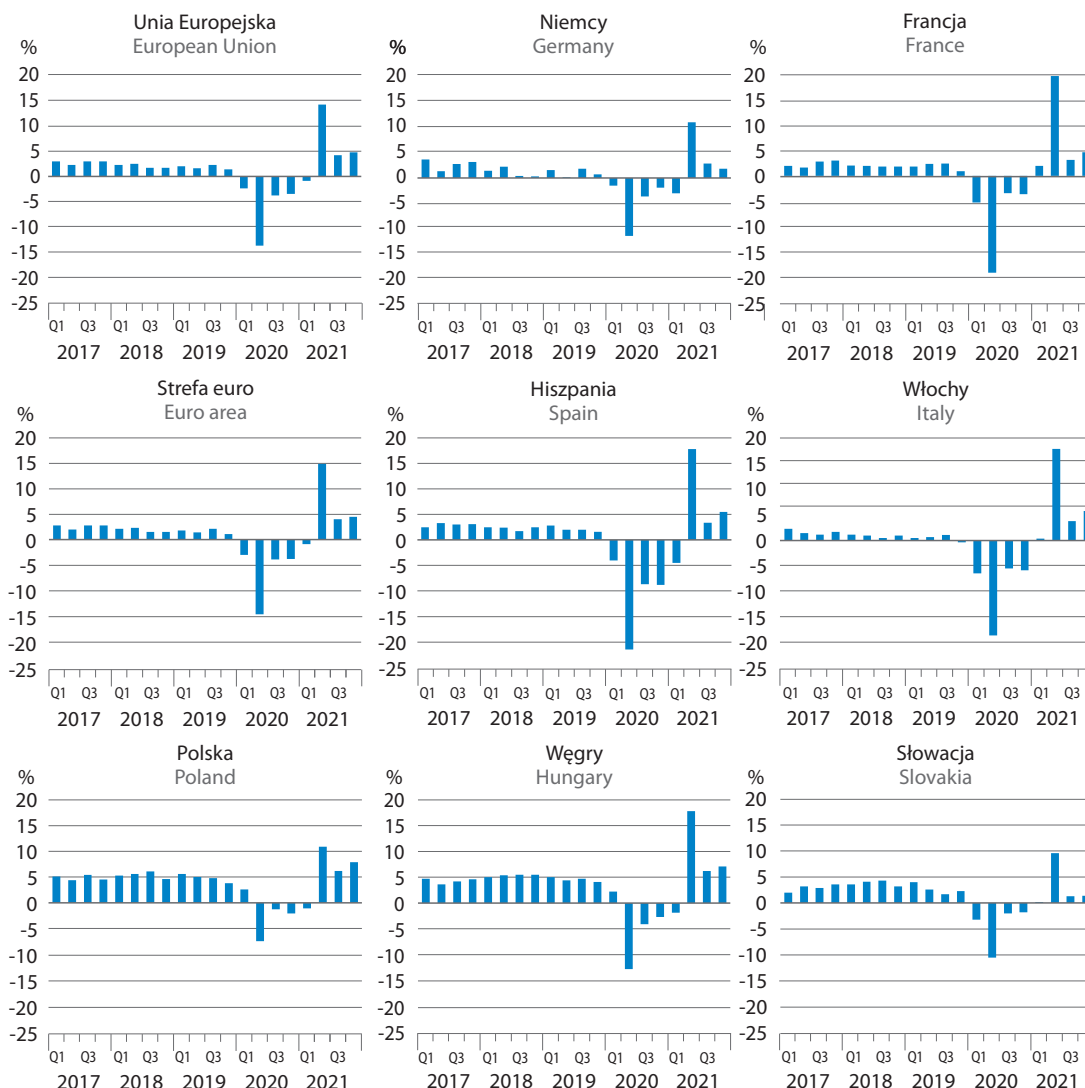 Unia Europejska
European Union
%
20
15
10
5
0
-5
-10
-15
-20
-25
Q1 Q3 Q1 Q3 Q1 Q3 Q1 Q3 Q1 Q3
2017 2018 2019 2020 2021
Niemcy
Germany
%
20
15
10
5
0
-5
-10
-15
-20
-25
Q1 Q3 Q1 Q3 Q1 Q3 Q1 Q3 Q1 Q3
2017 2018 2019 2020 2021
Francja
France
%
20
15
10
5
0
-5
-10
-15
-20
-25
Q1 Q3 Q1 Q3 Q1 Q3 Q1 Q3 Q1 Q3
2017 2018 2019 2020 2021
Strefa euro
Euro area
%
20
15
10
5
0
-5
-10
-15
-20
-25
Q1 Q3 Q1 Q3 Q1 Q3 Q1 Q3 Q1 Q3
2017 2018 2019 2020 2021
Hiszpania
Spain
%
20
15
10
5
0
-5
-10
-15
-20
-25
Q1 Q3 Q1 Q3 Q1 Q3 Q1 Q3 Q1 Q3
2017 2018 2019 2020 2021
Włochy
Italy
%
20
15
10
5
0
-5
-10
-15
-20
-25
Q1 Q3 Q1 Q3 Q1 Q3 Q1 Q3 Q1 Q3
2017 2018 2019 2020 2021
Polska
Poland
%
20
15
10
5
0
-5
-10
-15
-20
-25
Q1 Q3 Q1 Q3 Q1 Q3 Q1 Q3 Q1 Q3
2017 2018 2019 2020 2021
Węgry
Hungary
%
20
15
10
5
0
-5
-10
-15
-20
-25
Q1 Q3 Q1 Q3 Q1 Q3 Q1 Q3 Q1 Q3
2017 2018 2019 2020 2021
Słowacja
Slovakia
%
20
15
10
5
0
-5
-10
-15
-20
-25
Q1 Q3 Q1 Q3 Q1 Q3 Q1 Q3 Q1 Q3
2017 2018 2019 2020 2021